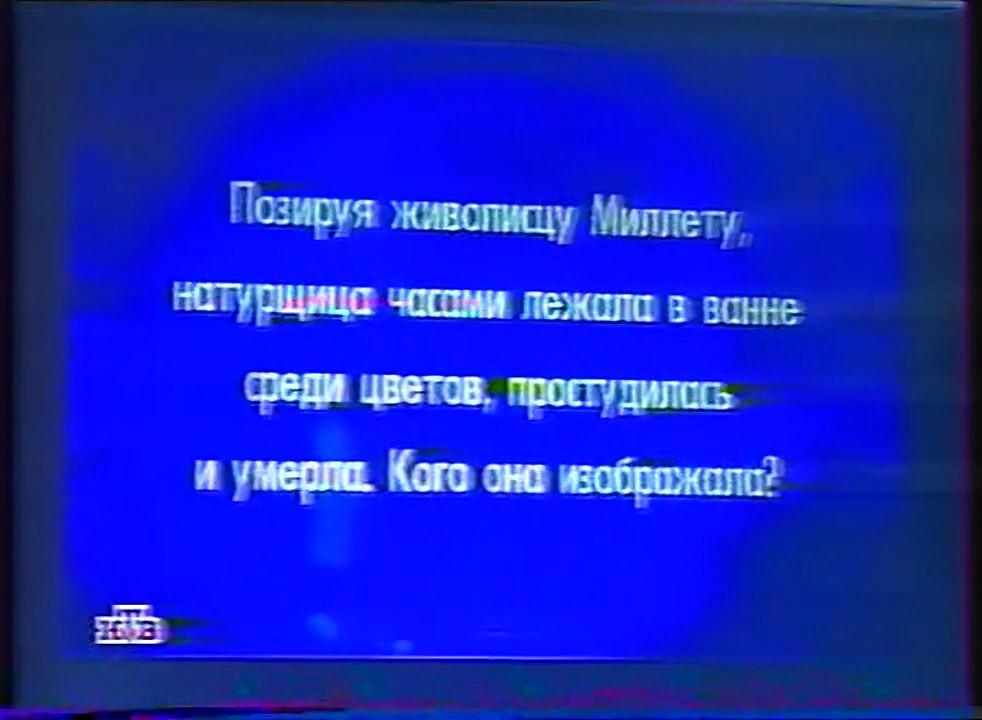 Позируя живописцу Миллету,
натурщица часами лежала в ванне
среди цветов, простудилась
и умерла. Кого она изображала?